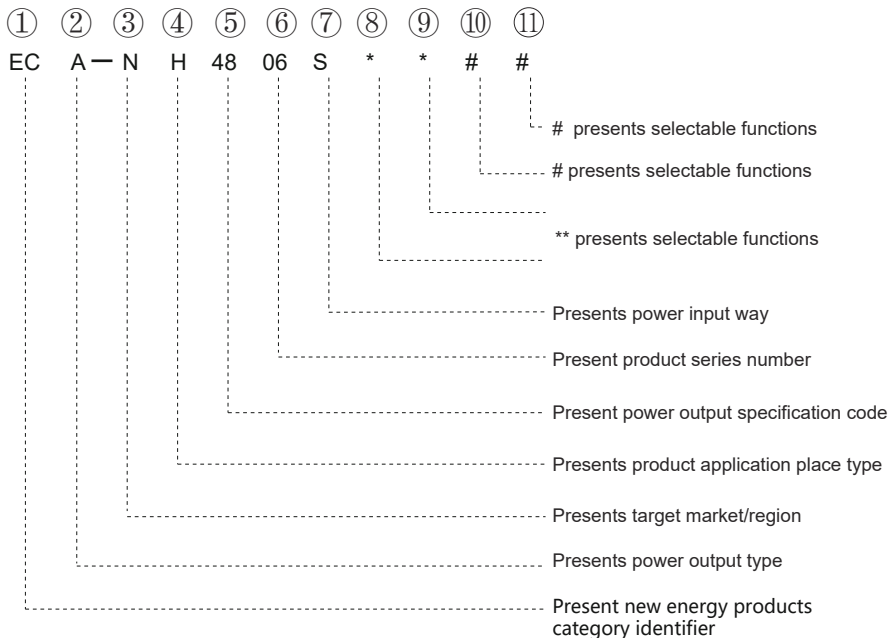 ① ② ③ ④ ⑤ ⑥ ⑦ ⑧ ⑨ ⑩ ⑪
EC A — N H 48 06 S * * # #
# presents selectable functions
# presents selectable functions
** presents selectable functions
Presents power input way
Present product series number
Present power output specification code
Presents product application place type
Presents target market/region
Presents power output type
Present new energy products
category identifier